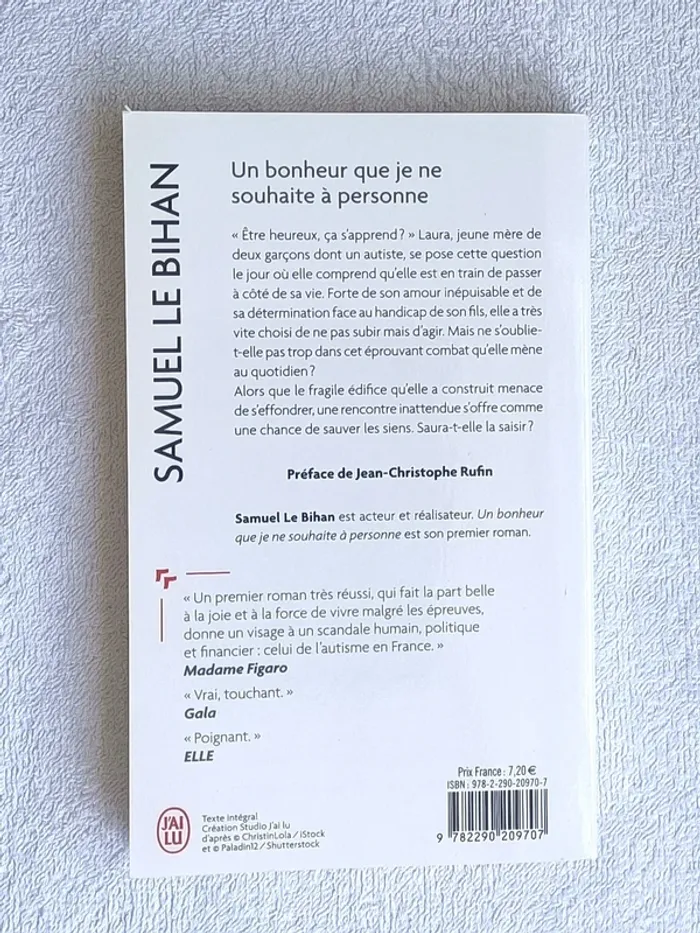 SAMUEL LE BIHAN
Un bonheur que je ne
souhaite à personne
« Être heureux, ça s'apprend ? » Laura, jeune mère de
deux garçons dont un autiste, se pose cette question
le jour où elle comprend qu'elle est en train de passer
à côté de sa vie. Forte de son amour inépuisable et de
sa détermination face au handicap de son fils, elle a très
vite choisi de ne pas subir mais d'agir. Mais ne s'oublie-
t-elle pas trop dans cet éprouvant combat qu'elle mène
au quotidien ?
Alors que le fragile édifice qu'elle a construit menace
de s'effondrer, une rencontre inattendue s'offre comme
une chance de sauver les siens. Saura-t-elle la saisir ?
Préface de Jean-Christophe Rufin
Samuel Le Bihan est acteur et réalisateur. Un bonheur
que je ne souhaite à personne est son premier roman.
« Un premier roman très réussi, qui fait la part belle
à la joie et à la force de vivre malgré les épreuves,
donne un visage à un scandale humain, politique
et financier : celui de l'autisme en France. »
Madame Figaro
« Vrai, touchant. »
Gala
« Poignant. »
ELLE
Prix France : 7,20 €
ISBN : 978-2-290-20970-7
9 782290 209707
J'AI
LU
Texte intégral
Création Studio J'ai lu
d'après © ChristinLola / iStock
et © Paladin12 / Shutterstock